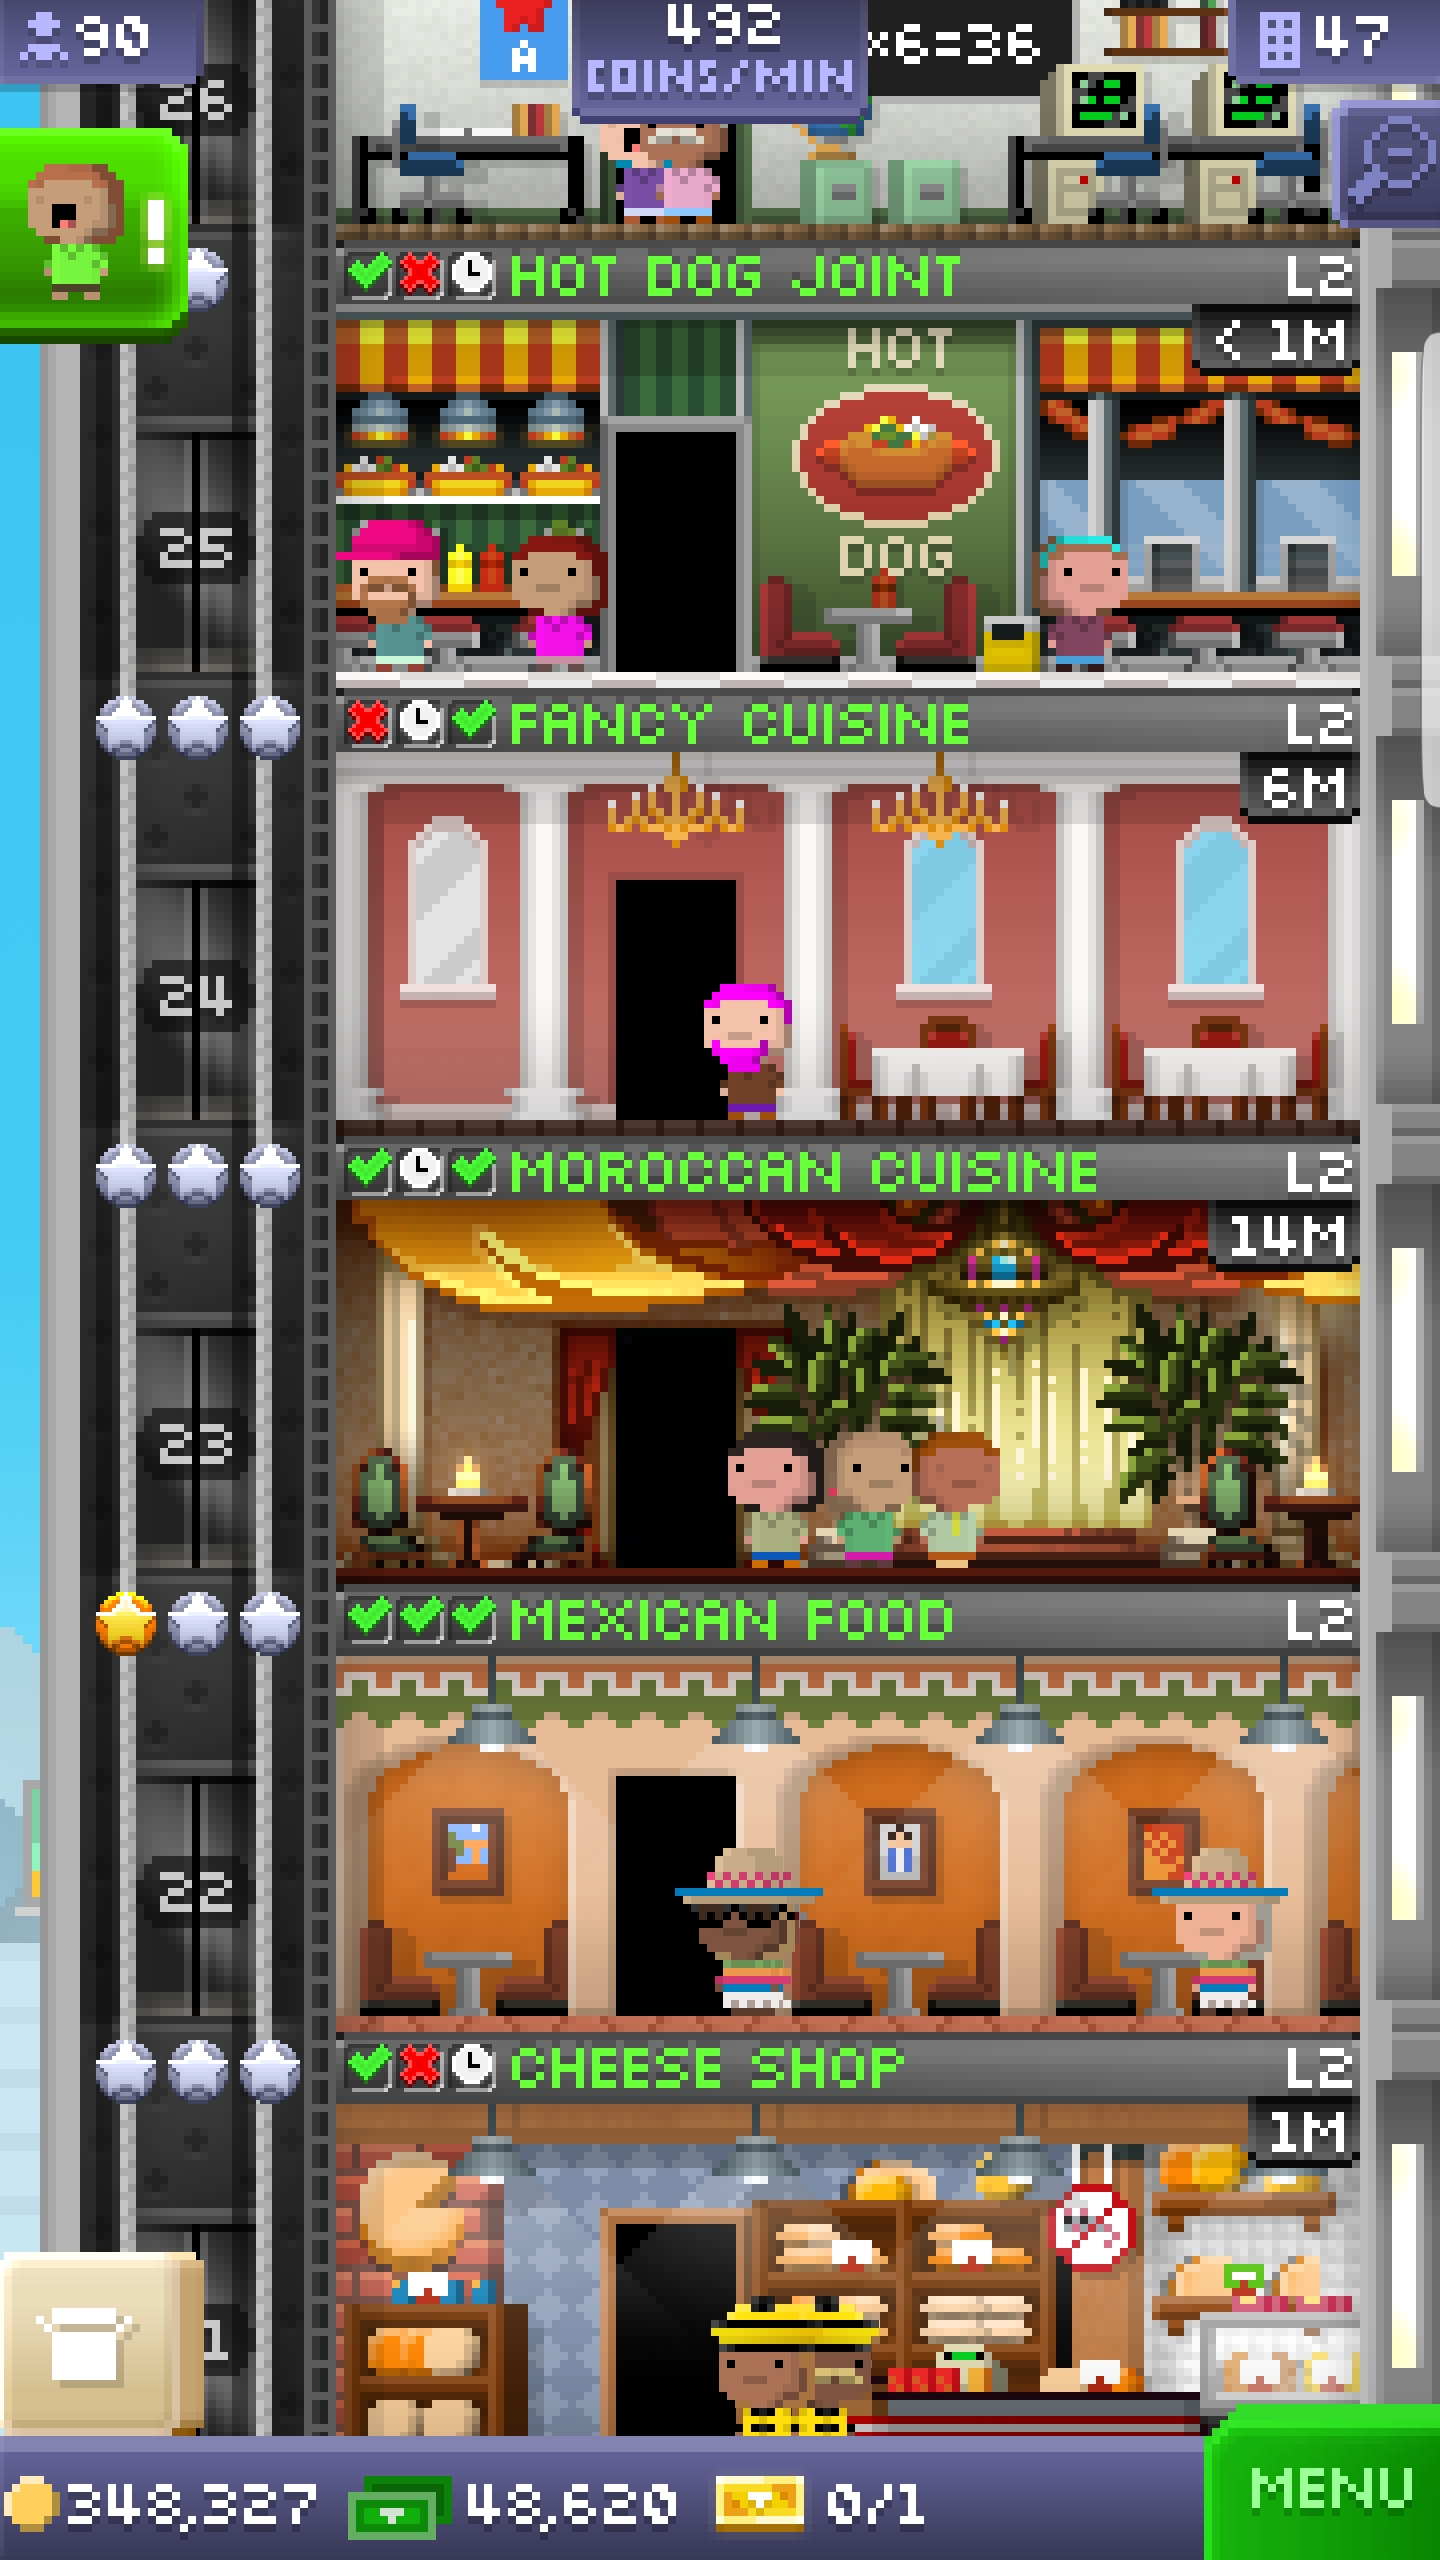 90
492
COINS/MIN
47
A
×6=36
26
!
HOT DOG JOINT
L2
< 1M
HOT
DOG
25
FANCY CUISINE
L2
6M
24
MOROCCAN CUISINE
L2
14M
23
MEXICAN FOOD
L2
22
CHEESE SHOP
L2
1M
1
348,327
48,620
0/1
MENU